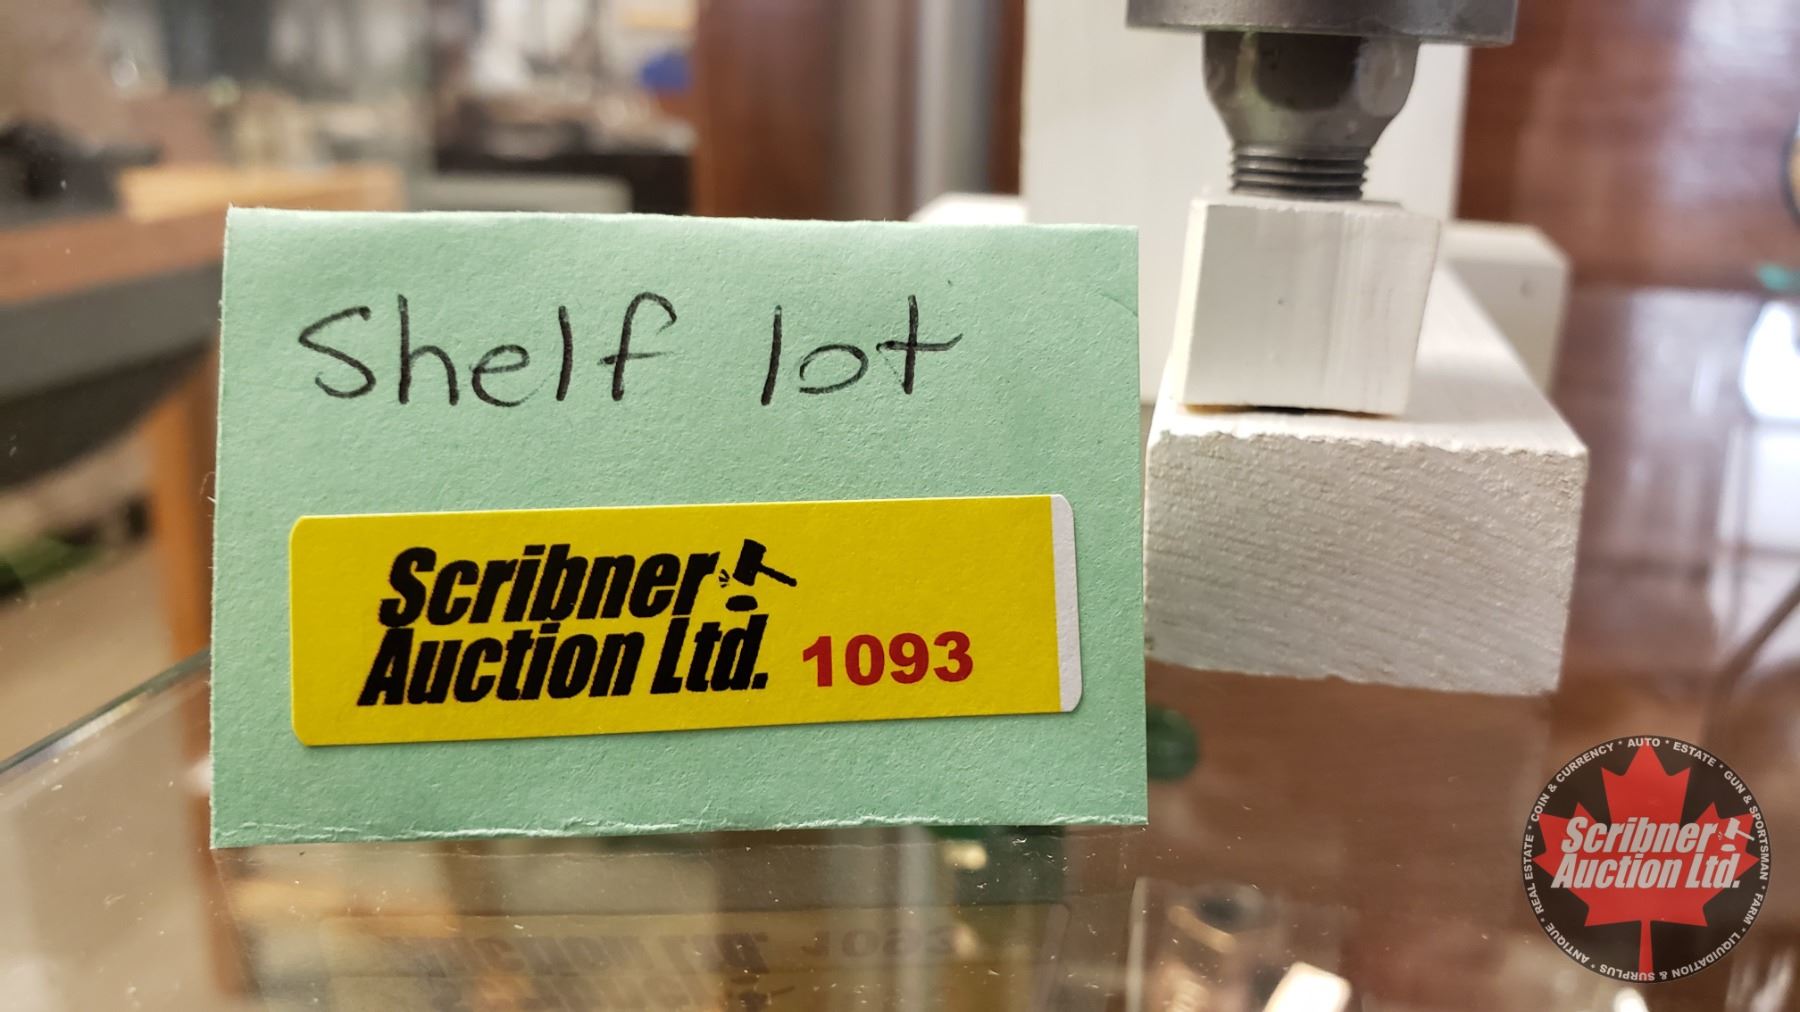 Shelf lot
Scribner
Auction Ltd. 1093
COIN & CURRENCY * AUTO * ESTATE * GUN & SPORTSMAN * FARM * LIQUIDATION & SURPLUS * ANTIQUE * REAL ESTATE *
Scribner
Auction Ltd.